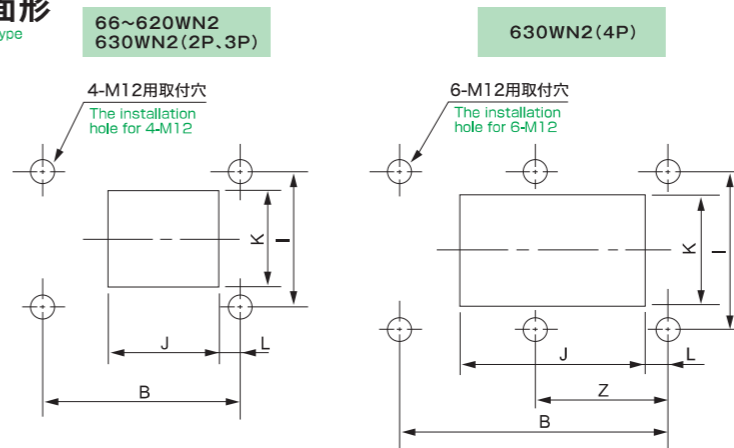 面形
ype
66〜620WN2
630WN2(2P、3P)
4-M12用取付穴
The installation
hole for 4-M12
K
I
J
L
B
630WN2(4P)
6-M12用取付穴
The installation
hole for 6-M12
K
I
J
L
Z
B